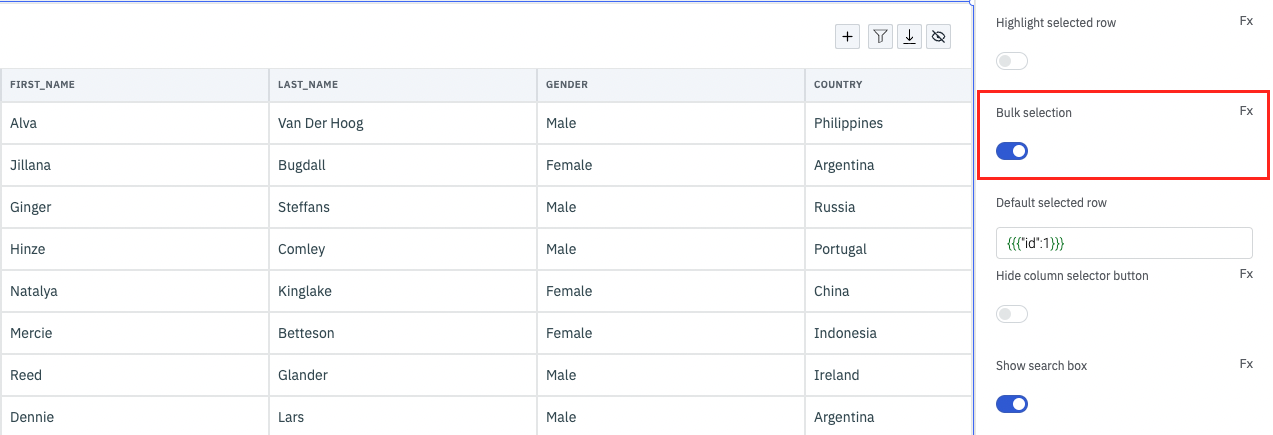 FIRST_NAME LAST_NAME GENDER COUNTRY
Alva Van Der Hoog Male Philippines
Jillana Bugdall Female Argentina
Ginger Steffans Male Russia
Hinze Comley Male Portugal
Natalya Kinglake Female China
Mercie Betteson Female Indonesia
Reed Glander Male Ireland
Dennie Lars Male Argentina
Highlight selected row Fx
Bulk selection Fx
Default selected row
{{{"id":1}}}
Hide column selector button Fx
Show search box Fx